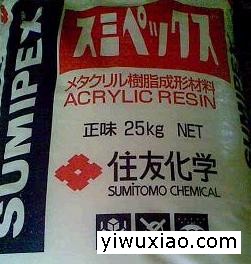 スミペックス
SUMIPEX
メタクリル樹脂成形材料
ACRYLIC RESIN
正味 25kg NET
住友化学
SUMITOMO CHEMICAL
yiwuxiao.com